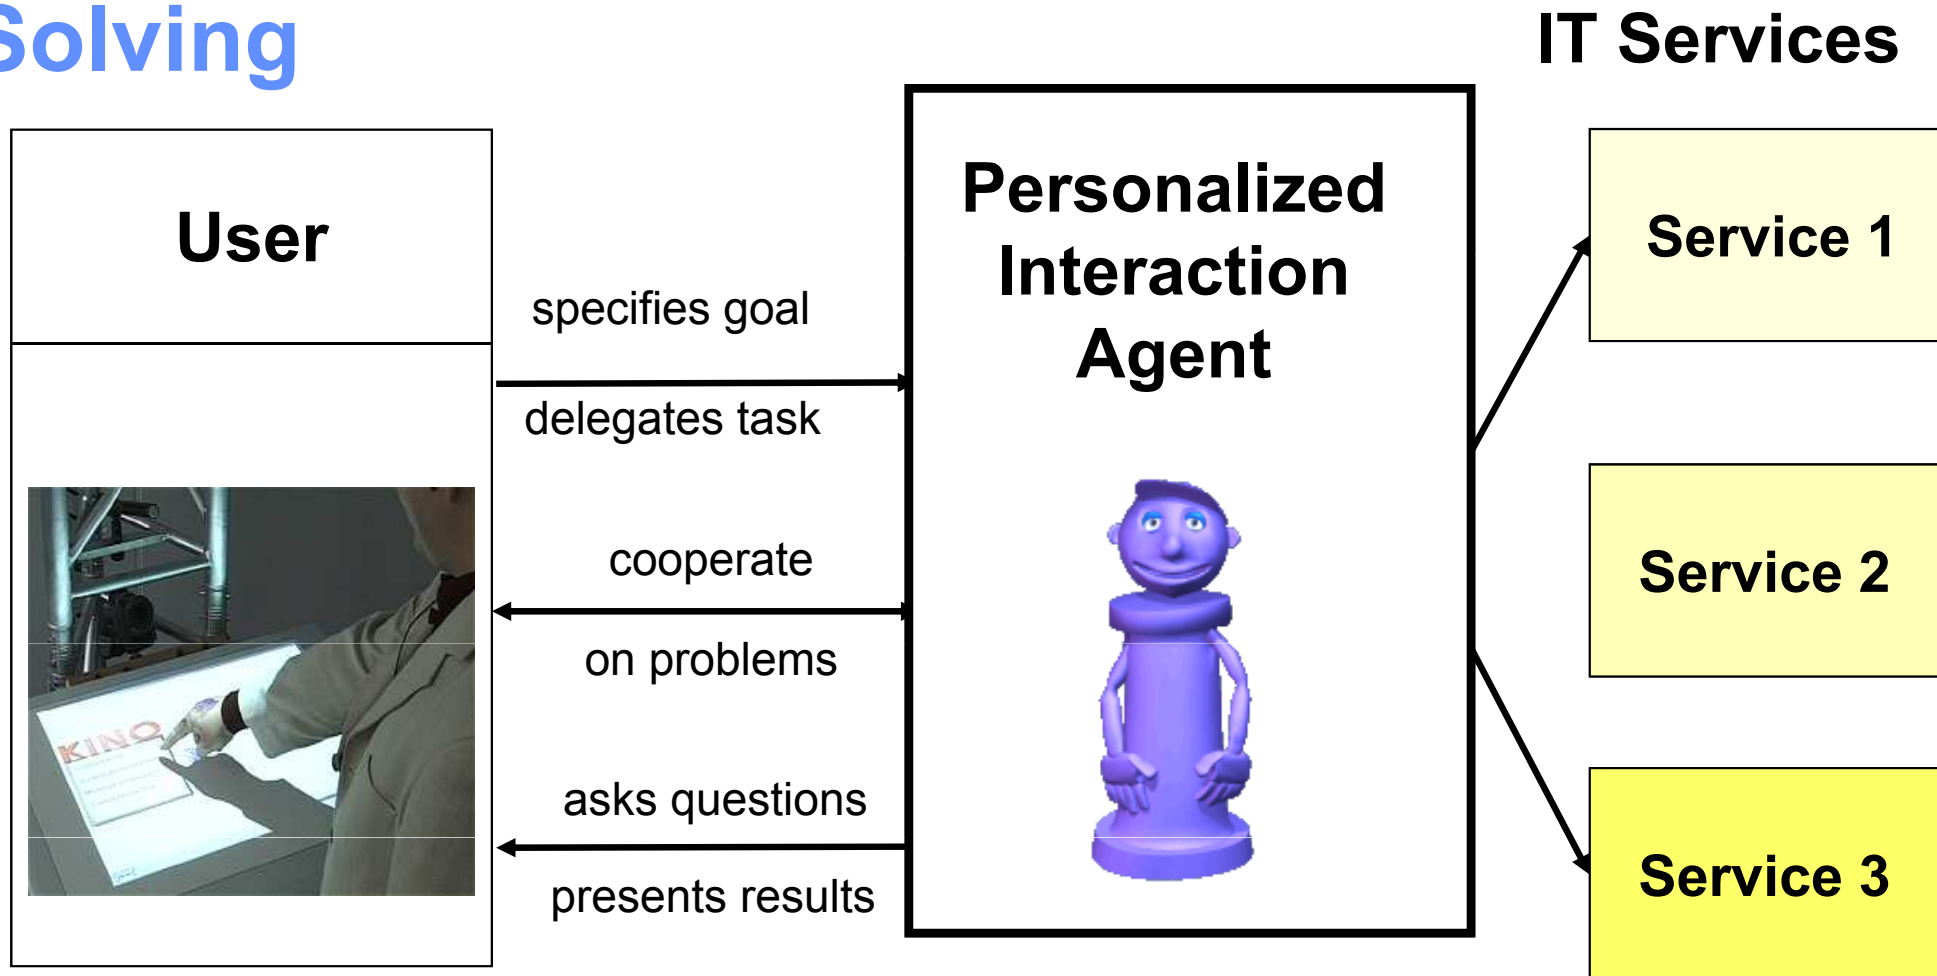 Solving
IT Services
User
specifies goal
delegates task
cooperate
on problems
asks questions
presents results
KINO
Personalized
Interaction
Agent
Service 1
Service 2
Service 3